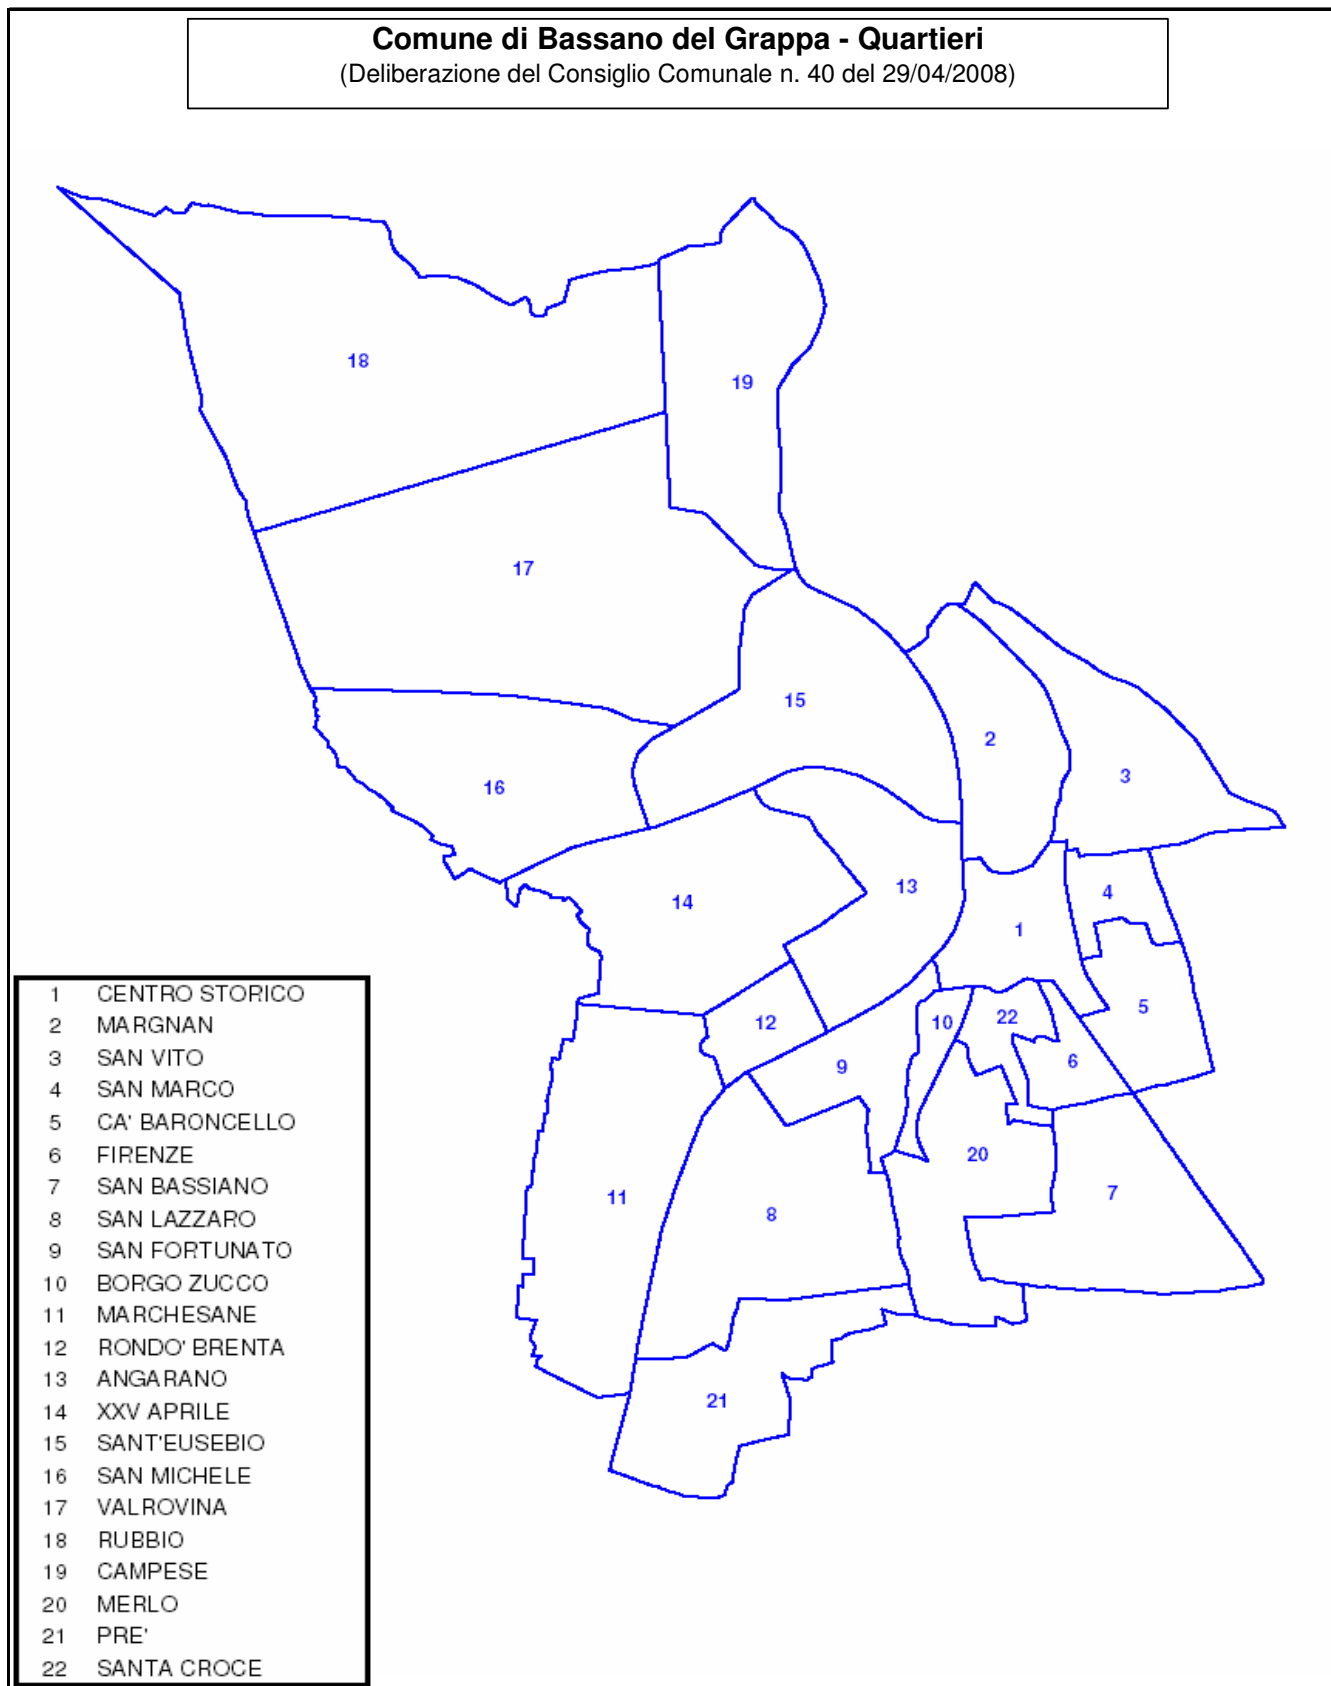 Comune di Bassano del Grappa - Quartieri
(Deliberazione del Consiglio Comunale n. 40 del 29/04/2008)
18
19
17
15
2
3
16
13
14
4
1
5
12
10
22
9
6
20
11
8
7
21
1 CENTRO STORICO
2 MARGNAN
3 SAN VITO
4 SAN MARCO
5 CA' BARONCELLO
6 FIRENZE
7 SAN BASSIANO
8 SAN LAZZARO
9 SAN FORTUNATO
10 BORGO ZUCCO
11 MARCHESANE
12 RONDO' BRENTA
13 ANGARANO
14 XXV APRILE
15 SANT'EUSEBIO
16 SAN MICHELE
17 VALROVINA
18 RUBBIO
19 CAMPESE
20 MERLO
21 PRE'
22 SANTA CROCE